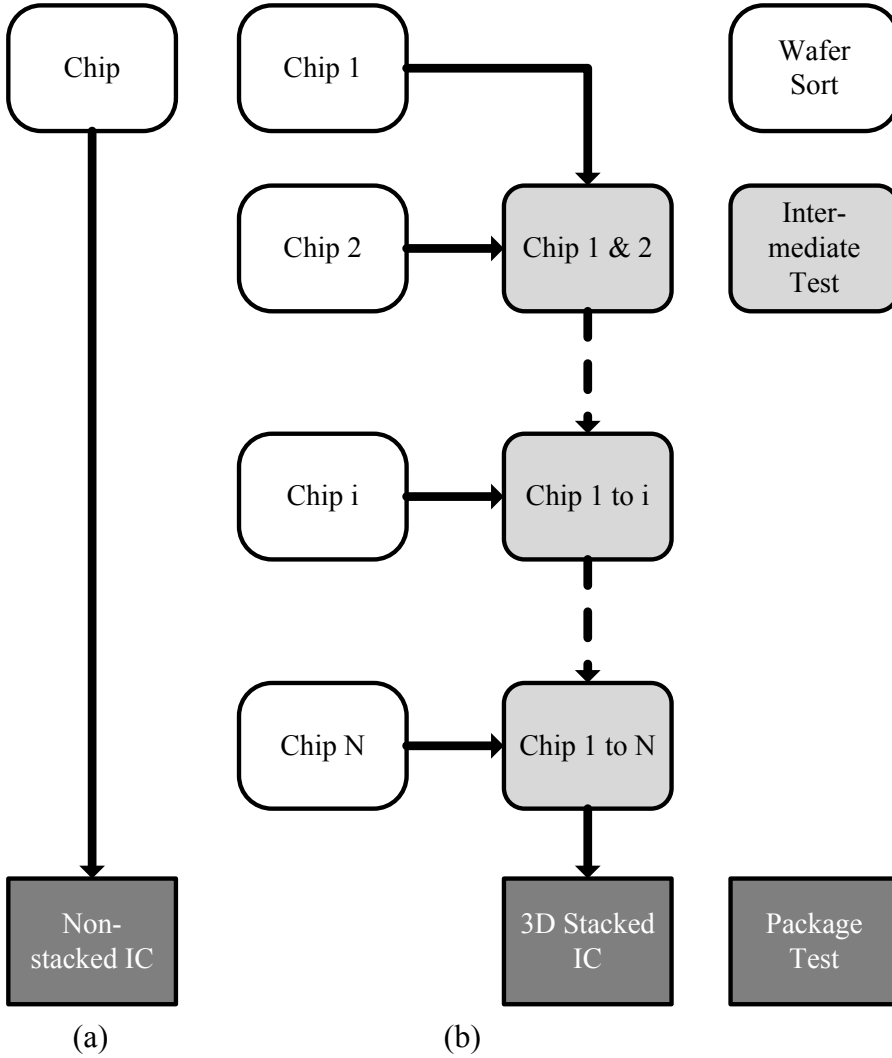 Chip
Chip 1
Wafer
Sort
Chip 2
Chip 1 & 2
Inter-
mediate
Test
Chip i
Chip 1 to i
Chip N
Chip 1 to N
Non-
stacked IC
3D Stacked
IC
Package
Test
(a)
(b)